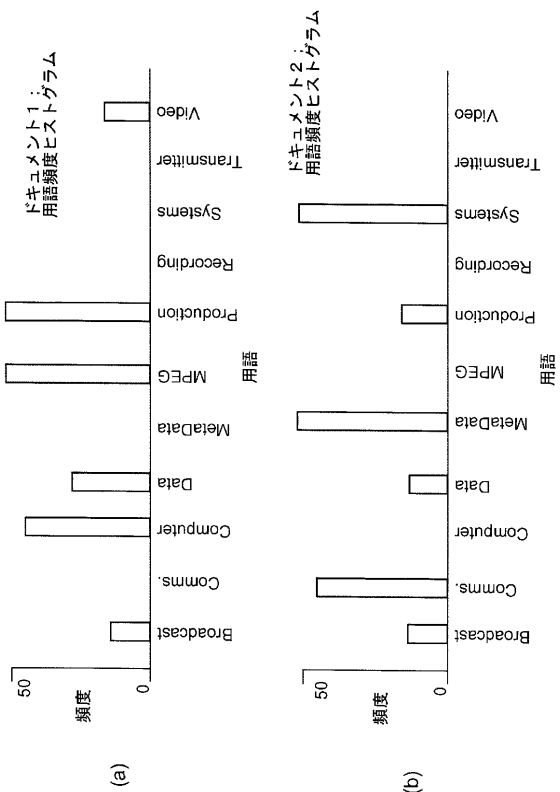 ドキュメント1;
用語頻度ヒストグラム
50
頻度
0
Broadcast
Comms.
Computer
Data
MetaData
MPEG
Production
Recording
Systems
Transmitter
Video
用語
(a)
ドキュメント2;
用語頻度ヒストグラム
50
頻度
0
Broadcast
Comms.
Computer
Data
MetaData
MPEG
Production
Recording
Systems
Transmitter
Video
用語
(b)